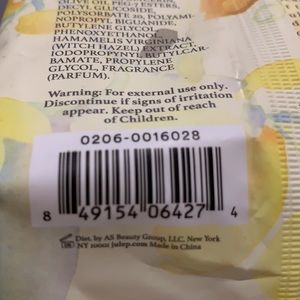 OLIVE OIL PEG-7 ESTERS,
DECYL GLUCOSIDE,
POLYSORBATE 20, POLYAMI-
NOPROPYL BIGUANIDE,
BUTYLENE GLYCOL,
PHENOXYETHANOL,
HAMAMELIS VIRGINIANA
(WITCH HAZEL) EXTRACT,
IODOPROPYNYL BUTYLCAR-
BAMATE, PROPYLENE
GLYCOL, FRAGRANCE
(PARFUM).
Warning: For external use only.
Discontinue if signs of irritation
appear. Keep out of reach
of Children.
0206-0016028
8 49154 06427 4
Dist. by AS Beauty Group, LLC. New York
NY 10001 julep.com Made in China